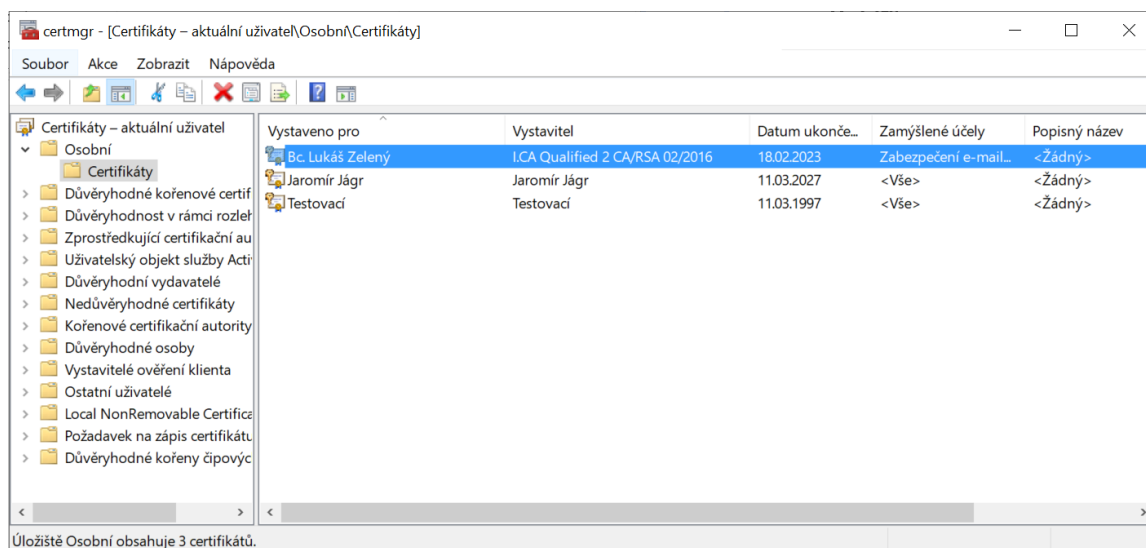 certmgr - [Certifikáty – aktuální uživatel\Osobní\Certifikáty]
Soubor Akce Zobrazit Nápověda
Certifikáty – aktuální uživatel
Osobní
Certifikáty
Důvěryhodné kořenové certif
Důvěryhodnost v rámci rozleh
Zprostředkující certifikační au
Uživatelský objekt služby Acti
Důvěryhodní vydavatelé
Nedůvěryhodné certifikáty
Kořenové certifikační autority
Důvěryhodné osoby
Vystavitelé ověření klienta
Ostatní uživatelé
Local NonRemovable Certifica
Požadavek na zápis certifikátu
Důvěryhodné kořeny čipovýc
Vystaveno pro Vystavitel Datum ukonče... Zamýšlené účely Popisný název
Bc. Lukáš Zelený I.CA Qualified 2 CA/RSA 02/2016 18.02.2023 Zabezpečení e-mail... <Žádný>
Jaromír Jágr Jaromír Jágr 11.03.2027 <Vše> <Žádný>
Testovací Testovací 11.03.1997 <Vše> <Žádný>
Úložiště Osobní obsahuje 3 certifikátů.